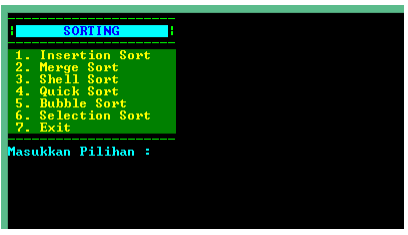 SORTING
1. Insertion Sort
2. Merge Sort
3. Shell Sort
4. Quick Sort
5. Bubble Sort
6. Selection Sort
7. Exit
Masukkan Pilihan :